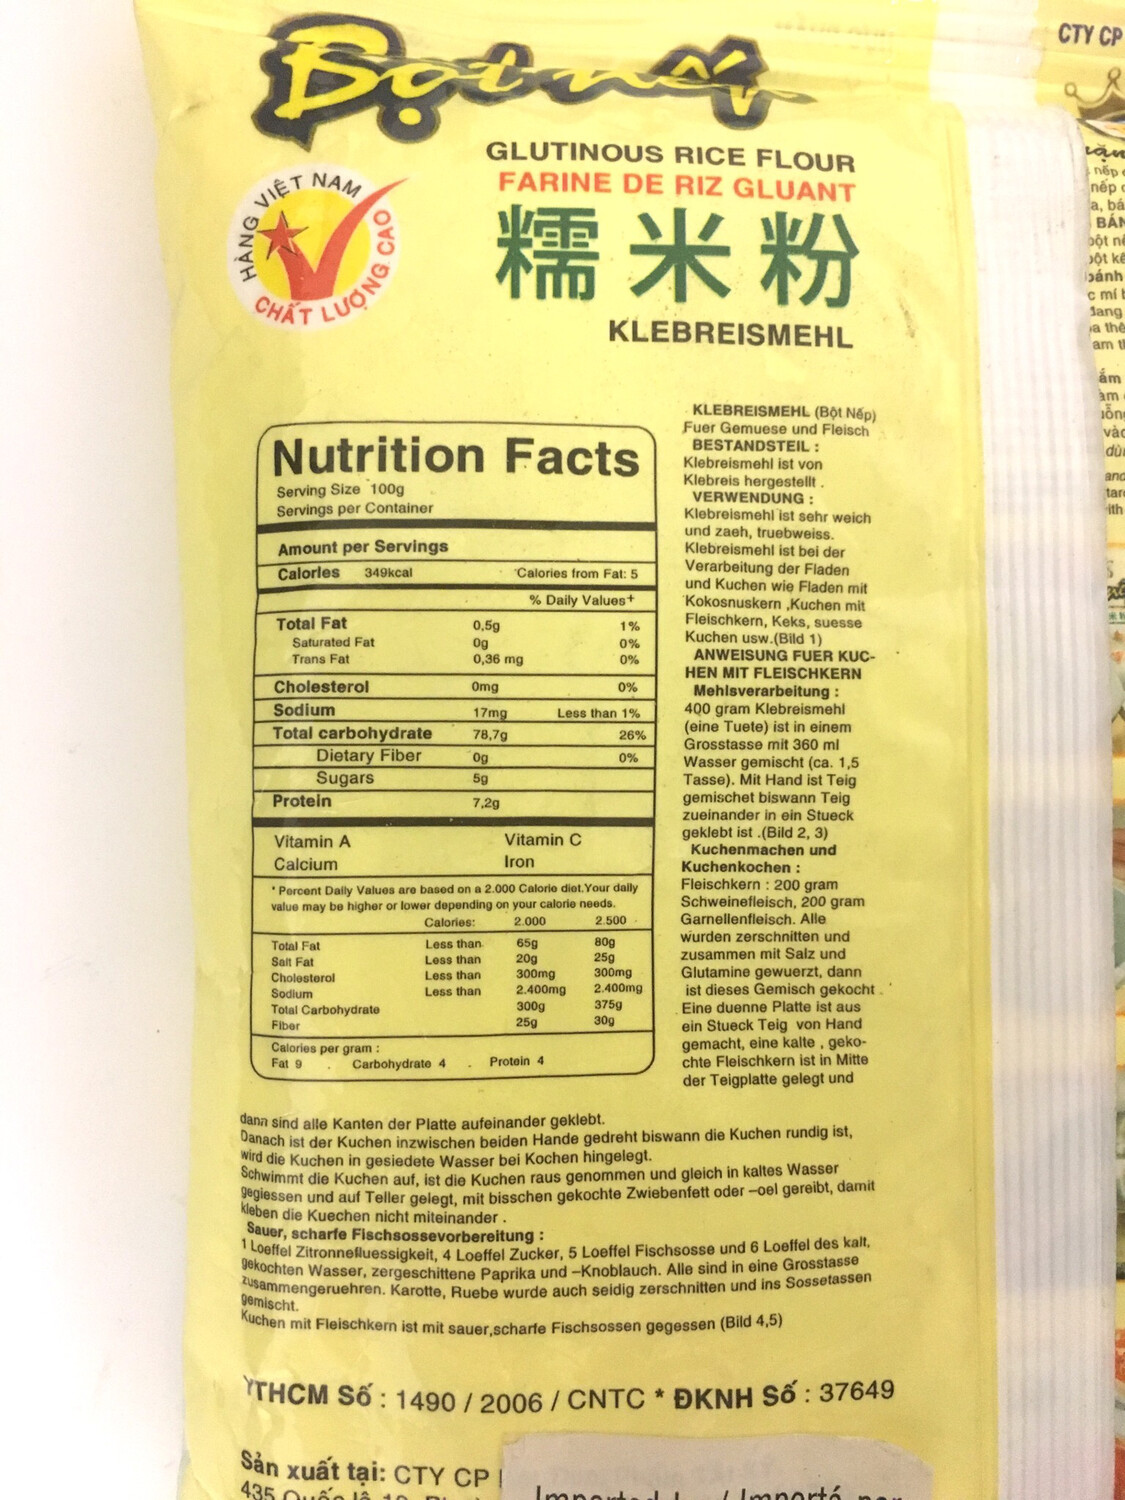 Bột nếp
GLUTINOUS RICE FLOUR
FARINE DE RIZ GLUANT
糯米粉
KLEBREISMEHL
HÀNG VIỆT NAM
CHẤT LƯỢNG CAO
CTY CP
Nutrition Facts
Serving Size 100g
Servings per Container
Amount per Servings
Calories 349kcal Calories from Fat: 5
% Daily Values+
Total Fat 0,5g 1%
Saturated Fat 0g 0%
Trans Fat 0,36 mg 0%
Cholesterol 0mg 0%
Sodium 17mg Less than 1%
Total carbohydrate 78,7g 26%
Dietary Fiber 0g 0%
Sugars 5g
Protein 7,2g
Vitamin A Vitamin C
Calcium Iron
* Percent Daily Values are based on a 2.000 Calorie diet.Your daily
value may be higher or lower depending on your calorie needs.
Calories: 2.000 2.500
Total Fat Less than 65g 80g
Salt Fat Less than 20g 25g
Cholesterol Less than 300mg 300mg
Sodium Less than 2.400mg 2.400mg
Total Carbohydrate 300g 375g
Fiber 25g 30g
Calories per gram :
Fat 9 . Carbohydrate 4 . Protein 4
KLEBREISMEHL (Bột Nếp)
Fuer Gemuese und Fleisch
BESTANDSTEIL :
Klebreismehl ist von
Klebreis hergestellt .
VERWENDUNG :
Klebreismehl ist sehr weich
und zaeh, truebweiss.
Klebreismehl ist bei der
Verarbeitung der Fladen
und Kuchen wie Fladen mit
Kokosnuskern ,Kuchen mit
Fleischkern, Keks, suesse
Kuchen usw.(Bild 1)
ANWEISUNG FUER KUC-
HEN MIT FLEISCHKERN
Mehlsverarbeitung :
400 gram Klebreismehl
(eine Tuete) ist in einem
Grosstasse mit 360 ml
Wasser gemischt (ca. 1,5
Tasse). Mit Hand ist Teig
gemischet biswann Teig
zueinander in ein Stueck
geklebt ist .(Bild 2, 3)
Kuchenmachen und
Kuchenkochen :
Fleischkern : 200 gram
Schweinefleisch, 200 gram
Garnellenfleisch. Alle
wurden zerschnitten und
zusammen mit Salz und
Glutamine gewuerzt, dann
ist dieses Gemisch gekocht .
Eine duenne Platte ist aus
ein Stueck Teig von Hand
gemacht, eine kalte , geko-
chte Fleischkern ist in Mitte
der Teigplatte gelegt und
dann sind alle Kanten der Platte aufeinander geklebt.
Danach ist der Kuchen inzwischen beiden Hande gedreht biswann die Kuchen rundig ist,
wird die Kuchen in gesiedete Wasser bei Kochen hingelegt.
Schwimmt die Kuchen auf, ist die Kuchen raus genommen und gleich in kaltes Wasser
gegiessen und auf Teller gelegt, mit bisschen gekochte Zwiebenfett oder –oel gereibt, damit
kleben die Kuechen nicht miteinander .
Sauer, scharfe Fischsossevorbereitung :
1 Loeffel Zitronnefluessigkeit, 4 Loeffel Zucker, 5 Loeffel Fischsosse und 6 Loeffel des kalt,
gekochten Wasser, zergeschittene Paprika und –Knoblauch. Alle sind in eine Grosstasse
zusammengeruehren. Karotte, Ruebe wurde auch seidig zerschnitten und ins Sossetassen
gemischt.
Kuchen mit Fleischkern ist mit sauer,scharfe Fischsossen gegessen (Bild 4,5)
YTHCM Số : 1490 / 2006 / CNTC * ĐKNH Số : 37649
Sản xuất tại: CTY CP
435 Quốc lộ
Imported by / Importé par